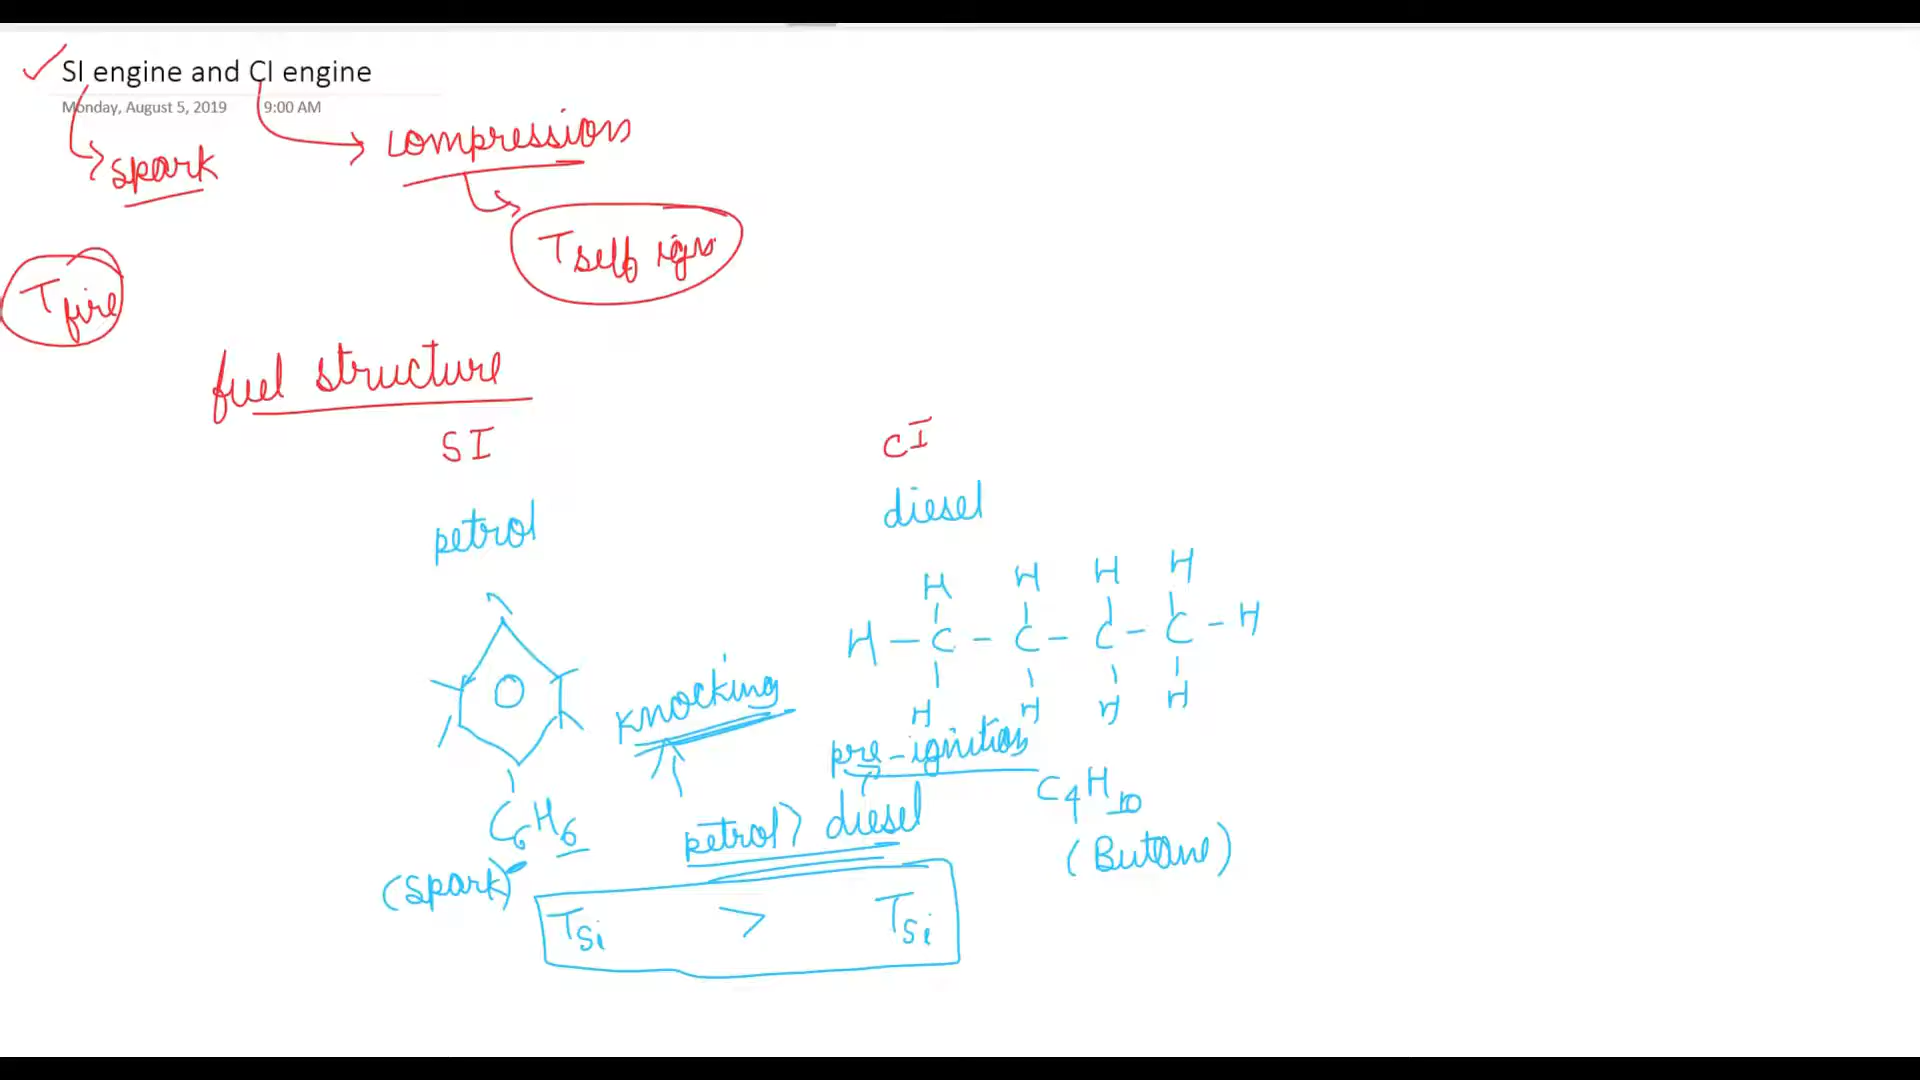 SI engine and CI engine
Monday, August 5, 2019 9:00 AM
spark
compression
T self ign
T fire
fuel structure
SI
CI
petrol
diesel
H H H H
H - C - C - C - C - H
H H H H
knocking
pre-ignition
C6H6
C4H10
(spark)
petrol > diesel
(Butane)
TSi > TSi